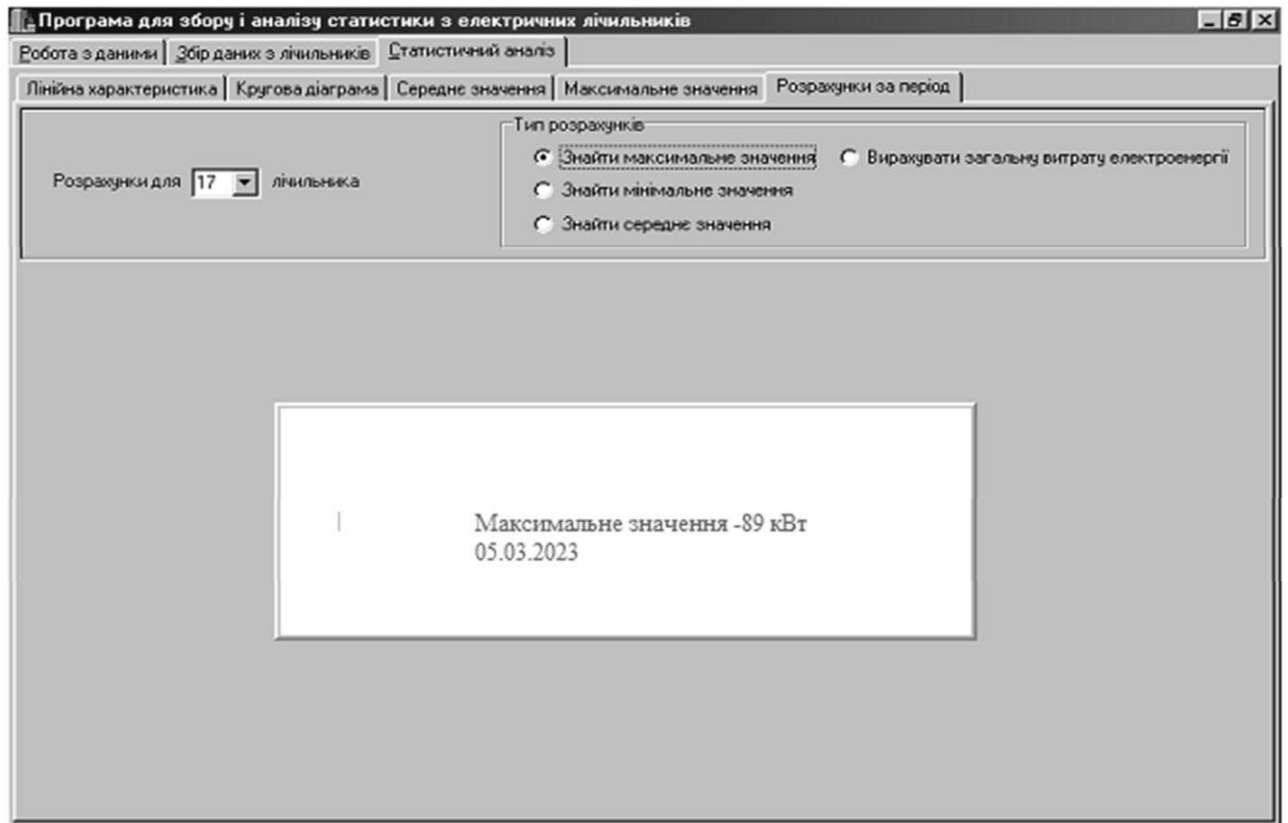 Програма для збору і аналізу статистики з електричних лічильників
Робота з даними Збір даних з лічильників Статистичний аналіз
Лінійна характеристика Кругова діаграма Середнє значення Максимальне значення Розрахунки за період
Тип розрахунків
Знайти максимальне значення Вирахувати загальну витрату електроенергії
Розрахунки для 17 лічильника
Знайти мінімальне значення
Знайти середнє значення
Максимальне значення -89 кВт
05.03.2023